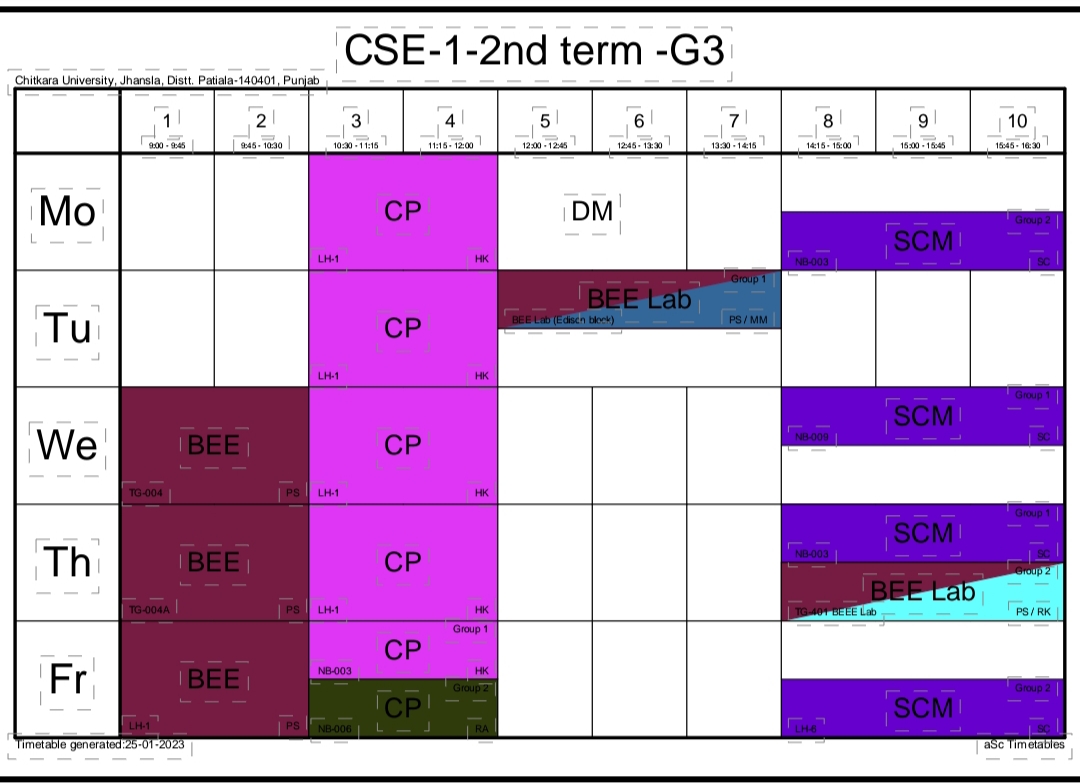 CSE-1-2nd term -G3
Chitkara University, Jhansla, Distt. Patiala-140401, Punjab
1 2 3 4 5 6 7 8 9 10
9:00 - 9:45 9:45 - 10:30 10:30 - 11:15 11:15 - 12:00 12:00 - 12:45 12:45 - 13:30 13:30 - 14:15 14:15 - 15:00 15:00 - 15:45 15:45 - 16:30
Mo
CP
LH-1 HK
DM
Group 2
SCM
NB-003 SC
Tu
CP
LH-1 HK
Group 1
BEE Lab
BEE Lab (Edison block) PS / MM
We
BEE
TG-004 PS
CP
LH-1 HK
Group 1
SCM
NB-009 SC
Th
BEE
TG-004A PS
CP
LH-1 HK
Group 1
SCM
NB-003 SC
Group 2
BEE Lab
TG-401 BEEE Lab PS / RK
Fr
BEE
LH-1 PS
Group 1
CP
NB-003 HK
Group 2
CP
NB-006 RA
Group 2
SCM
LH-6 SC
Timetable generated:25-01-2023
aSc Timetables